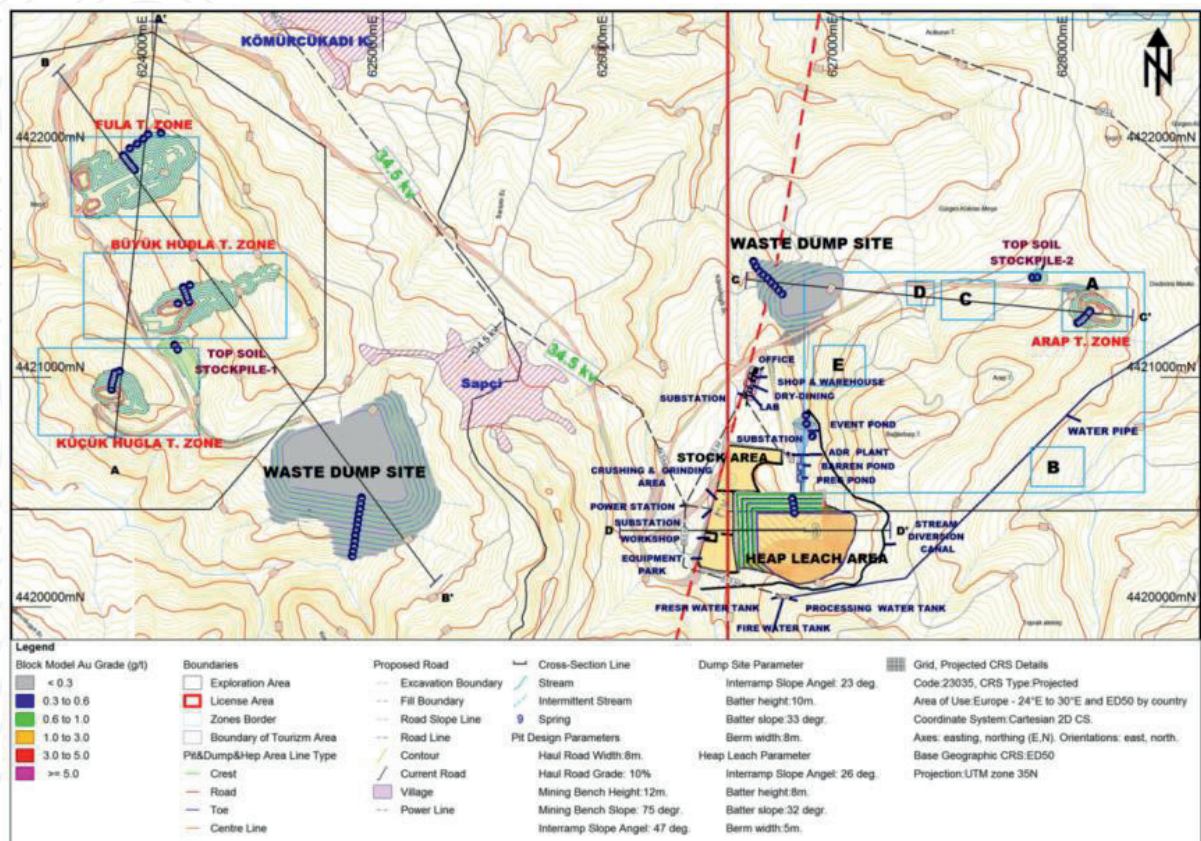 A'
624000mE
KÖMÜRCÜKADI K.
625000mE
626000mE
627000mE
628000mE
N
B
FULA T. ZONE
4422000mN
4422000mN
34.5 kv
BÜYÜK HUDLA T. ZONE
WASTE DUMP SITE
TOP SOIL
STOCKPILE-2
C
D
C
A
C'
ARAP T. ZONE
34.5 kv
34.5 kv
TOP SOIL
STOCKPILE-1
4421000mN
4421000mN
Sapçi
OFFICE
E
SHOP & WAREHOUSE
DRY-DINING
LAB
SUBSTATION
EVENT POND
WATER PIPE
KÜÇÜK HUGLA T. ZONE
SUBSTATION
A
STOCK AREA
ADR PLANT
BARREN POND
PREG POND
B
WASTE DUMP SITE
CRUSHING & GRINDING
AREA
POWER STATION
SUBSTATION
D
D'
STREAM
DIVERSION
CANAL
WORKSHOP
HEAP LEACH AREA
EQUIPMENT
PARK
B'
4420000mN
4420000mN
FRESH WATER TANK
PROCESSING WATER TANK
FIRE WATER TANK
Legend
Block Model Au Grade (g/t)
< 0.3
0.3 to 0.6
0.6 to 1.0
1.0 to 3.0
3.0 to 5.0
>= 5.0
Boundaries
Exploration Area
License Area
Zones Border
Boundary of Tourizm Area
Pit&Dump&Hep Area Line Type
Crest
Road
Toe
Centre Line
Proposed Road
Excavation Boundary
Fill Boundary
Road Slope Line
Road Line
Contour
Current Road
Village
Power Line
Cross-Section Line
Stream
Intermittent Stream
9 Spring
Pit Design Parameters
Haul Road Width:8m.
Haul Road Grade: 10%
Mining Bench Height:12m.
Mining Bench Slope: 75 degr.
Interramp Slope Angel: 47 deg.
Dump Site Parameter
Interramp Slope Angel: 23 deg.
Batter height:10m.
Batter slope:33 degr.
Berm width:8m.
Heap Leach Parameter
Interramp Slope Angel: 26 deg.
Batter height:8m.
Batter slope:32 degr.
Berm width:5m.
Grid, Projected CRS Details
Code:23035, CRS Type:Projected
Area of Use:Europe - 24°E to 30°E and ED50 by country
Coordinate System:Cartesian 2D CS.
Axes: easting, northing (E,N). Orientations: east, north.
Base Geographic CRS:ED50
Projection:UTM zone 35N